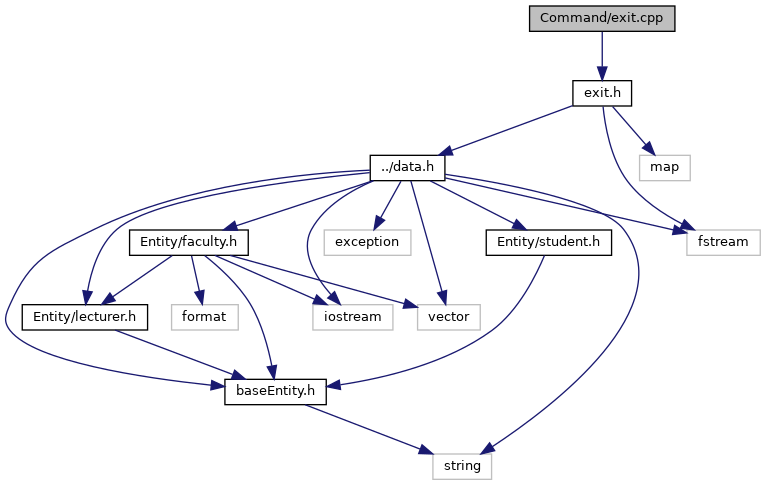 Command/exit.cpp
exit.h
../data.h
map
Entity/faculty.h
exception
Entity/student.h
fstream
Entity/lecturer.h
format
iostream
vector
baseEntity.h
string